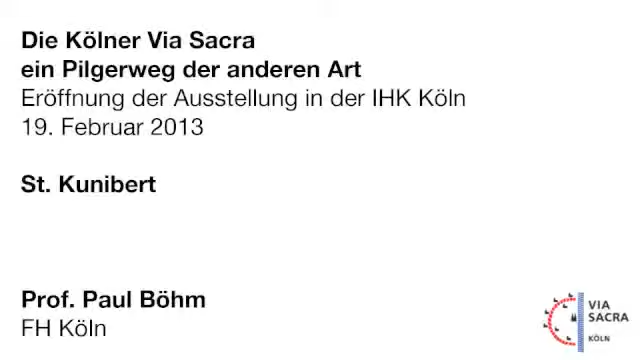 Die Kölner Via Sacra
ein Pilgerweg der anderen Art
Eröffnung der Ausstellung in der IHK Köln
19. Februar 2013
St. Kunibert
Prof. Paul Böhm
FH Köln
VIA
SACRA
KÖLN